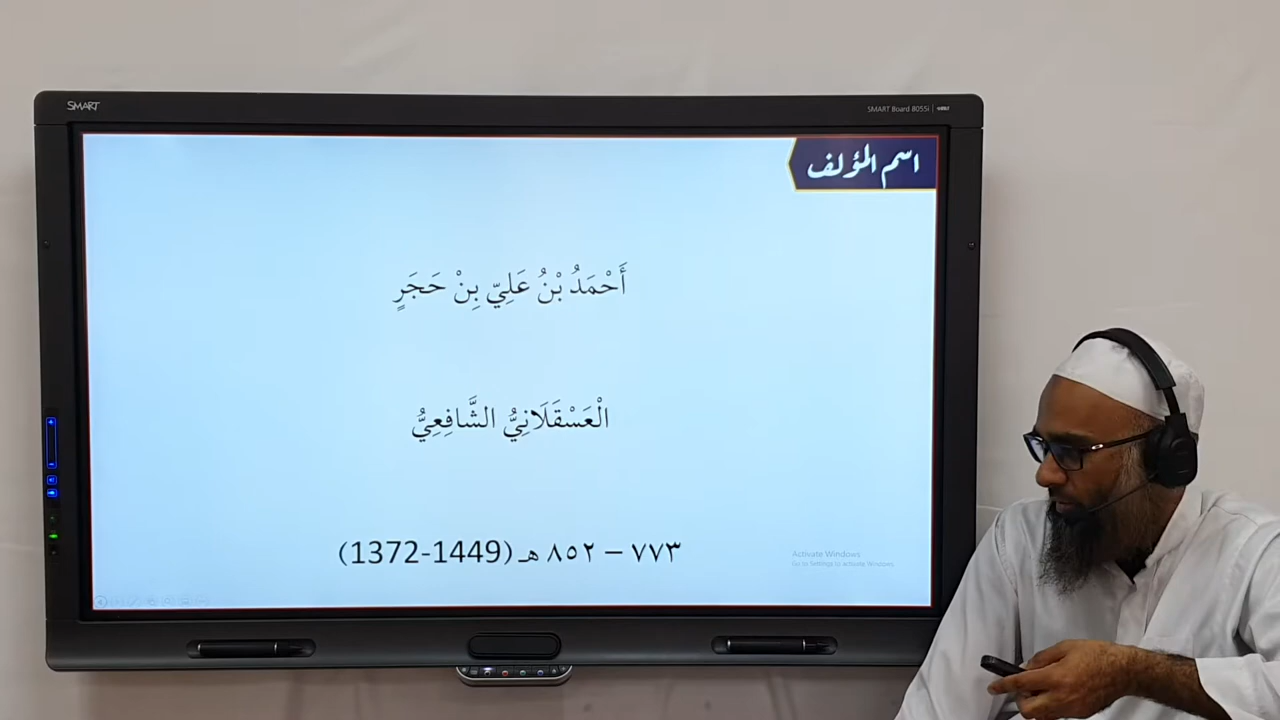 SMART
SMART Board 8055i
اسم المؤلف
أَحْمَدُ بْنُ عَلِيّ بِنْ حَجَرٍ
الْعَسْقَلَانِيُّ الشَّافِعِيُّ
٧٧٣ – ٨٥٢ هـ (1372-1449)
Activate Windows
Go to Settings to activate Windows.